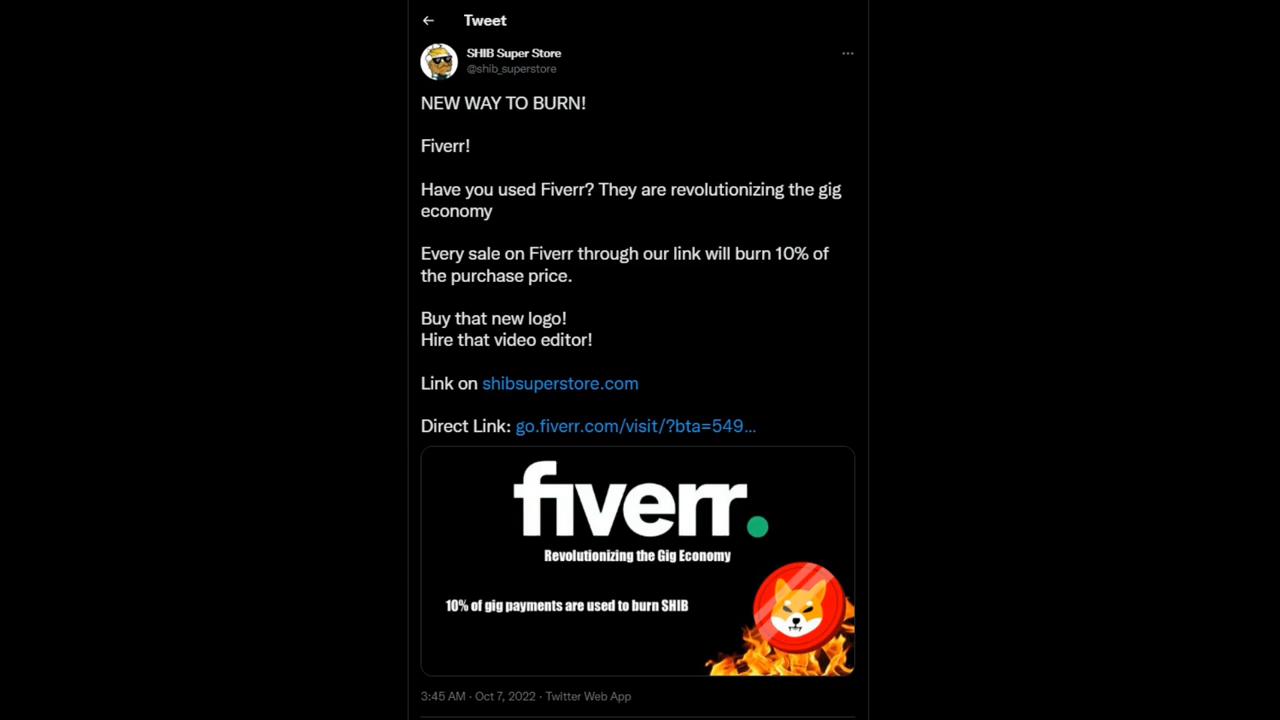 Tweet
SHIB Super Store
@shib_superstore
NEW WAY TO BURN!
Fiverr!
Have you used Fiverr? They are revolutionizing the gig
economy
Every sale on Fiverr through our link will burn 10% of
the purchase price.
Buy that new logo!
Hire that video editor!
Link on shibsuperstore.com
Direct Link: go.fiverr.com/visit/?bta=549...
fiverr.
Revolutionizing the Gig Economy
10% of gig payments are used to burn SHIB
3:45 AM · Oct 7, 2022 · Twitter Web App